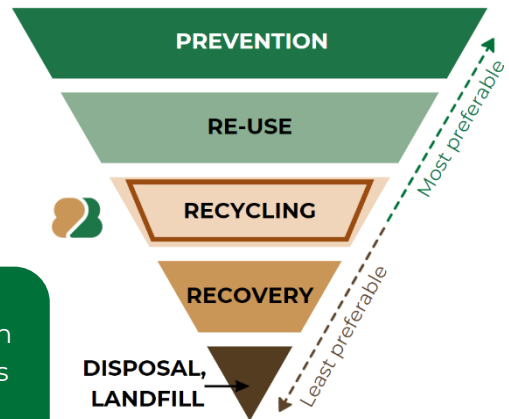 PREVENTION
RE-USE
RECYCLING
RECOVERY
DISPOSAL,
LANDFILL
Most preferable
Least preferable